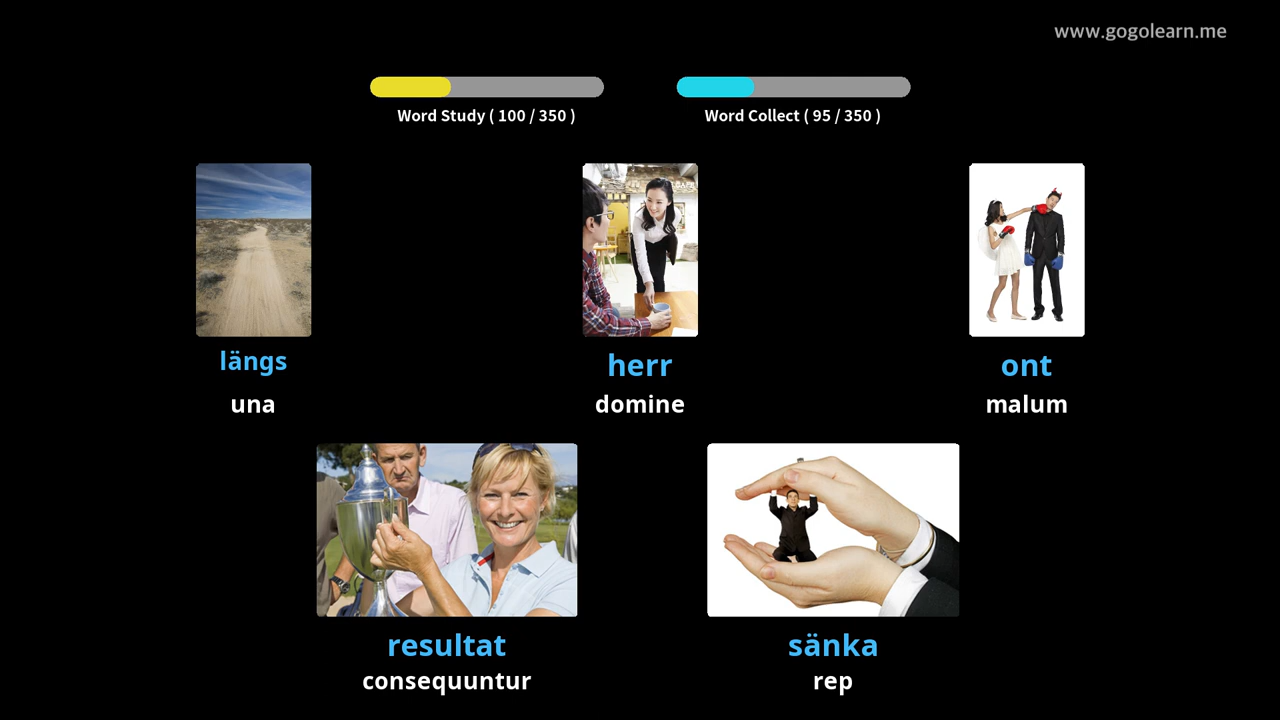 www.gogolearn.me
Word Study ( 100 / 350 )
Word Collect ( 95 / 350 )
längs
una
herr
domine
ont
malum
resultat
consequuntur
sänka
rep